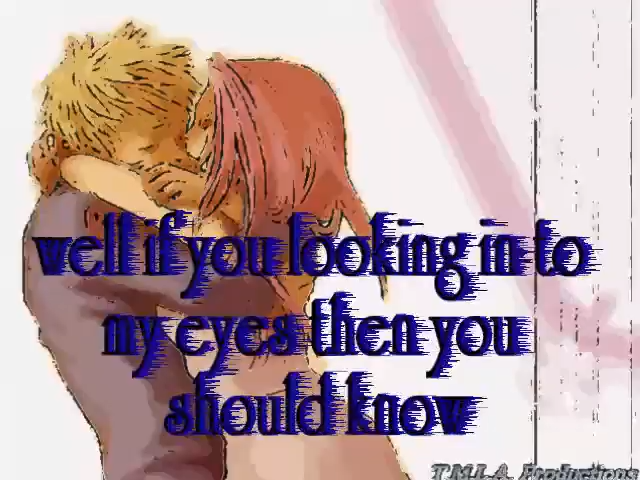 well if you looking in to
my eyes then you
should know
T.M.L.A. Productions